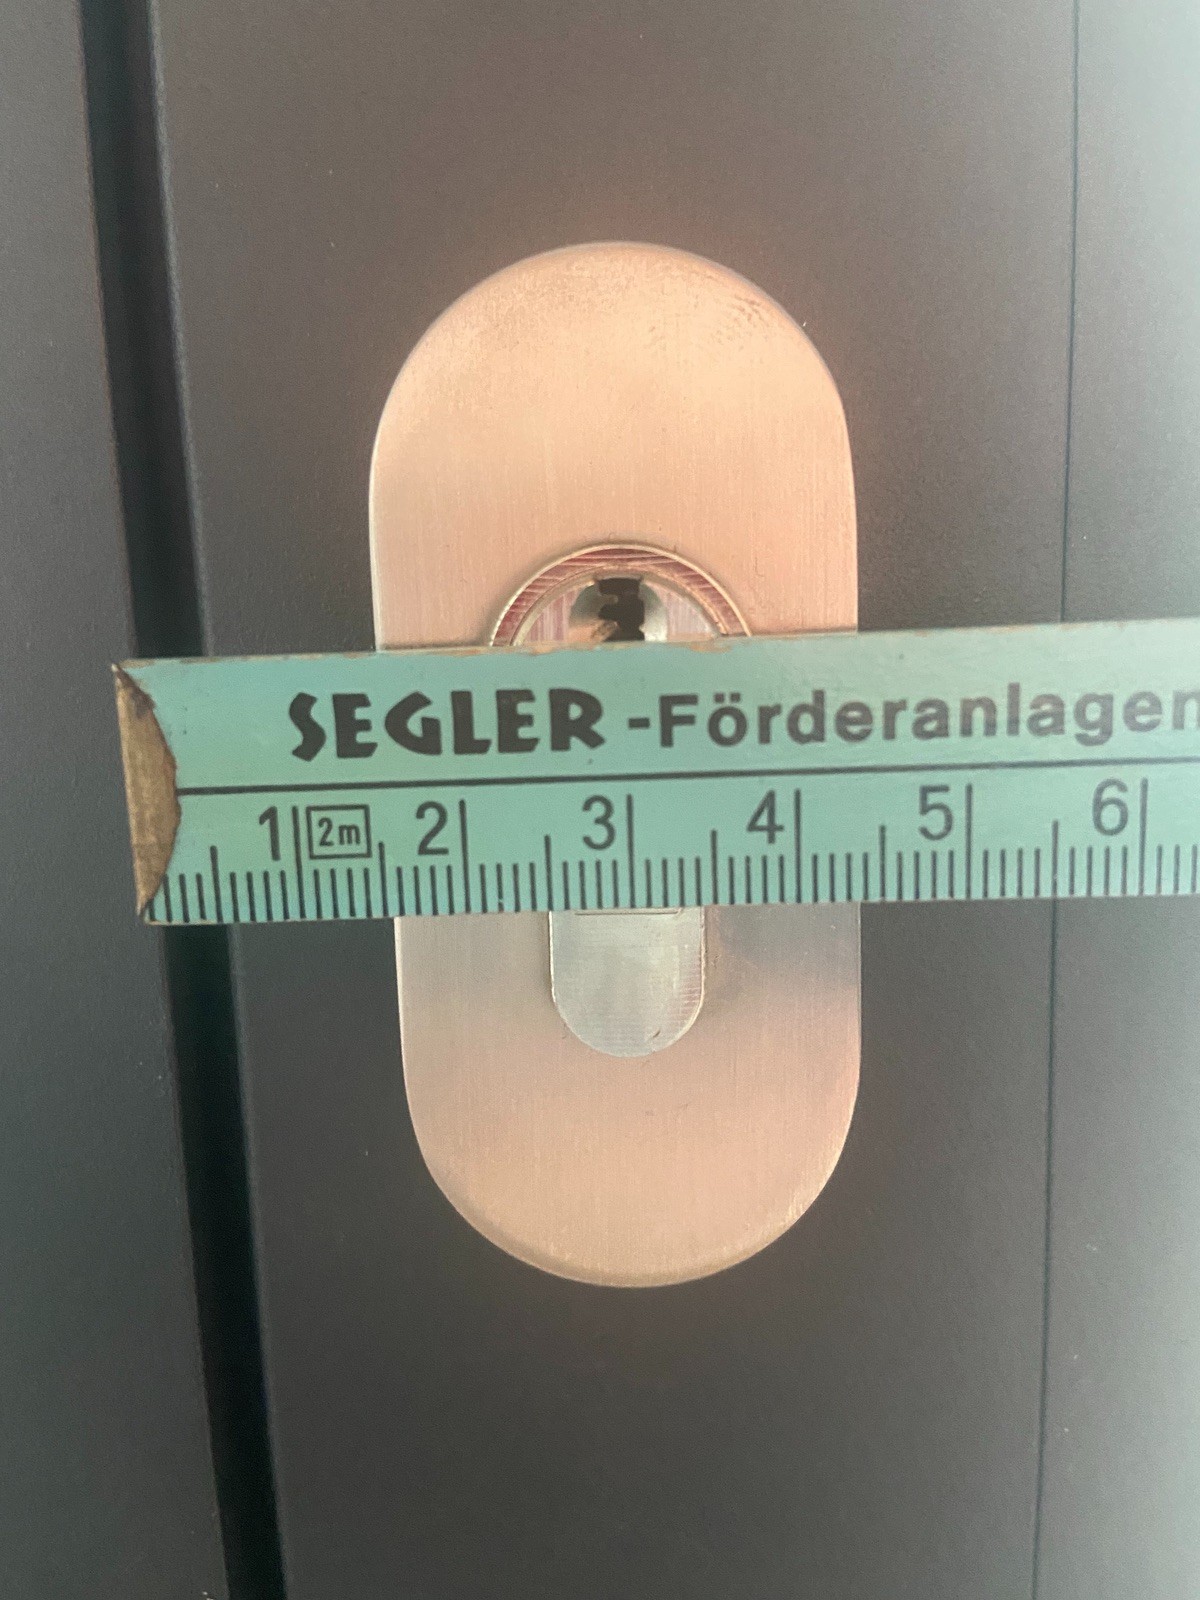 SEGLER -Förderanlagen
1 2m 2 3 4 5 6